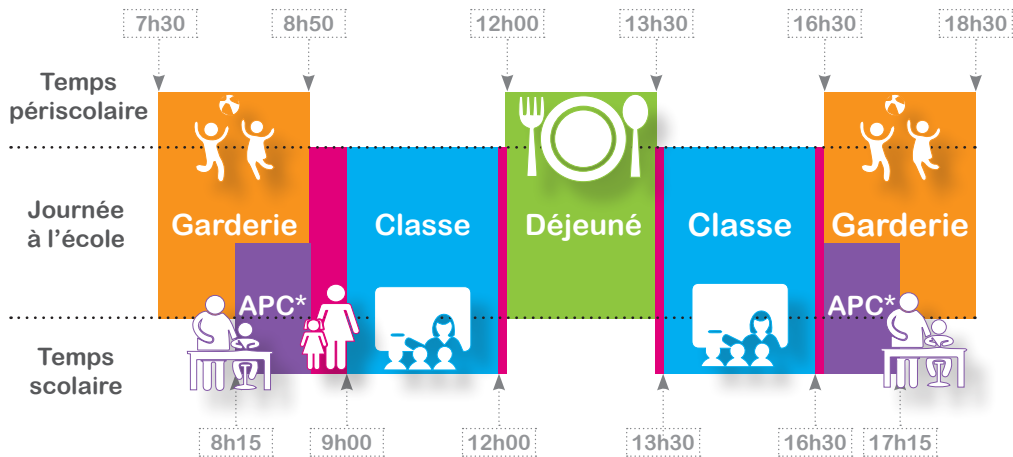 7h30 8h50 12h00 13h30 16h30 18h30
Temps
périscolaire
Journée
à l'école
Garderie Classe Déjeuné Classe Garderie
APC* APC*
Temps
scolaire
8h15 9h00 12h00 13h30 16h30 17h15